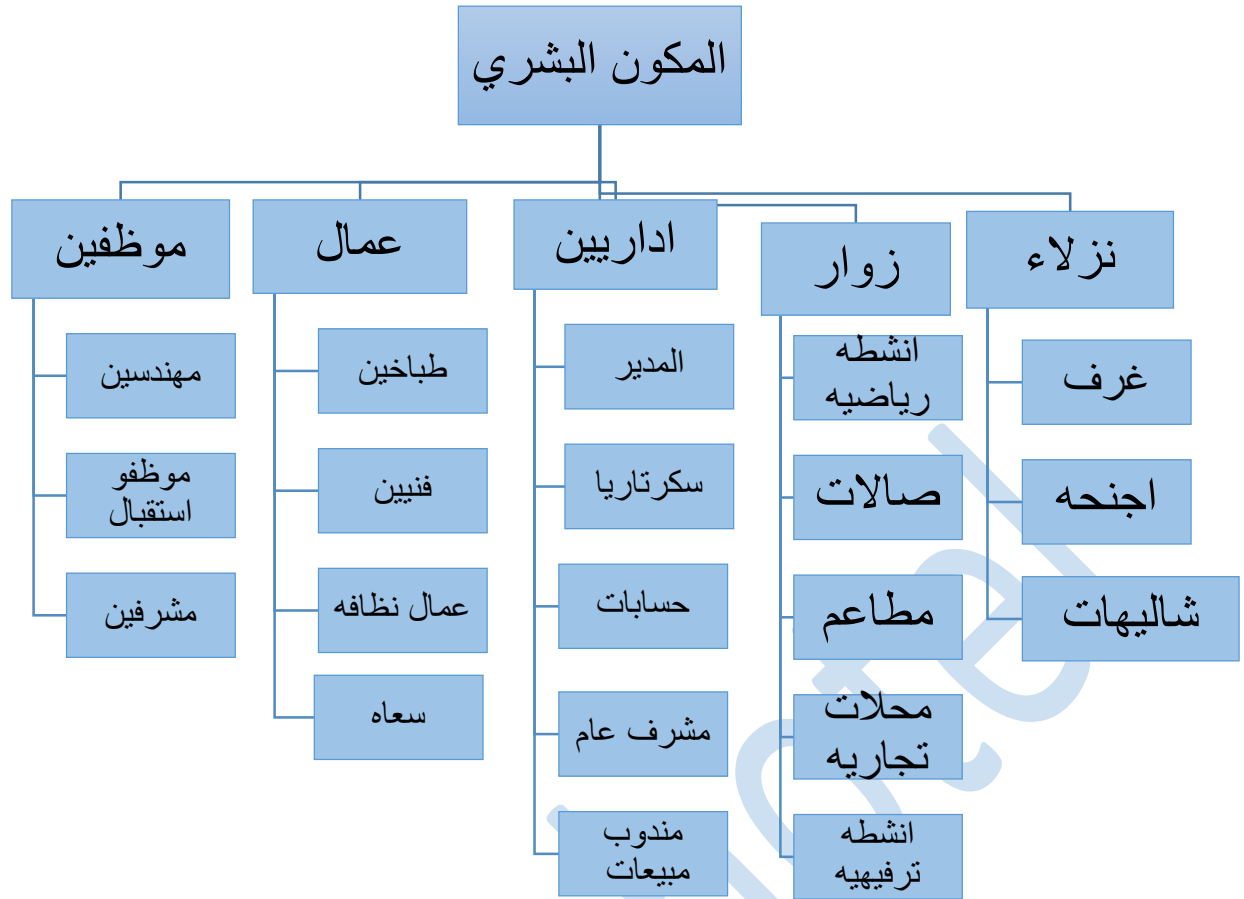 المكون البشري
نزلاء
غرف
اجنحه
شاليهات
زوار
انشطه
رياضيه
صالات
مطاعم
محلات
تجاريه
انشطه
ترفيهيه
اداريين
المدير
سكرتاريا
حسابات
مشرف عام
مندوب
مبيعات
عمال
طباخين
فنيين
عمال نظافه
سعاه
موظفين
مهندسين
موظفو
استقبال
مشرفين